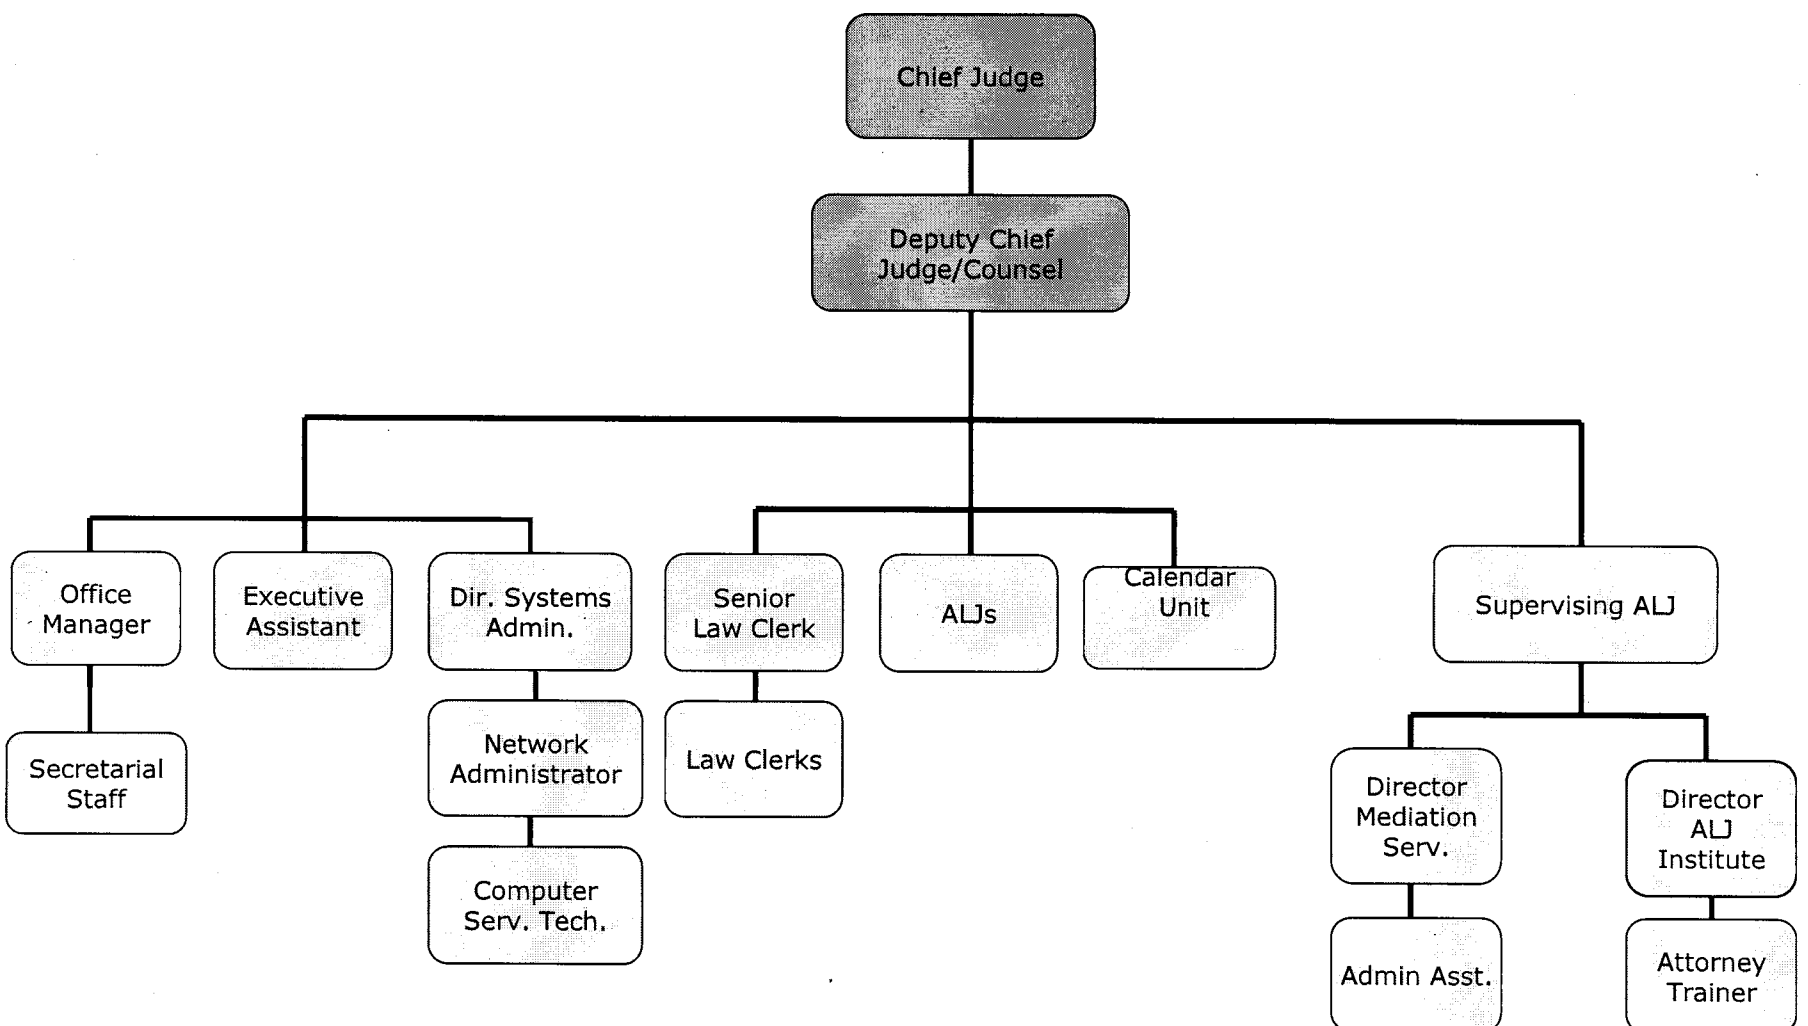 Chief Judge
Deputy Chief
Judge/Counsel
Office
Manager
Executive
Assistant
Dir. Systems
Admin.
Senior
Law Clerk
ALJs
Calendar
Unit
Supervising ALJ
Secretarial
Staff
Network
Administrator
Law Clerks
Director
Mediation
Serv.
Director
ALJ
Institute
Computer
Serv. Tech.
Admin Asst.
Attorney
Trainer